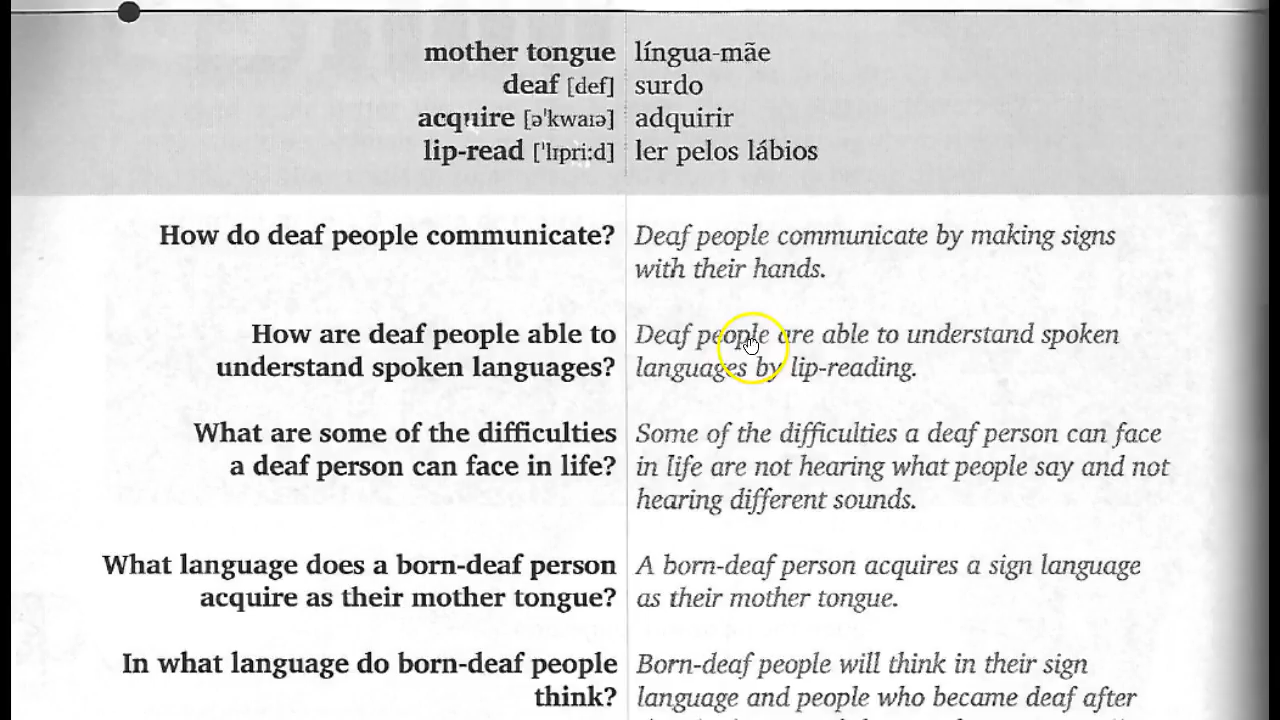 mother tongue língua-mãe
deaf [def] surdo
acquire [ə'kwaɪə] adquirir
lip-read ['lɪpri:d] ler pelos lábios
How do deaf people communicate? Deaf people communicate by making signs
with their hands.
How are deaf people able to Deaf people are able to understand spoken
understand spoken languages? languages by lip-reading.
What are some of the difficulties Some of the difficulties a deaf person can face
a deaf person can face in life? in life are not hearing what people say and not
hearing different sounds.
What language does a born-deaf person A born-deaf person acquires a sign language
acquire as their mother tongue? as their mother tongue.
In what language do born-deaf people Born-deaf people will think in their sign
think? language and people who became deaf after